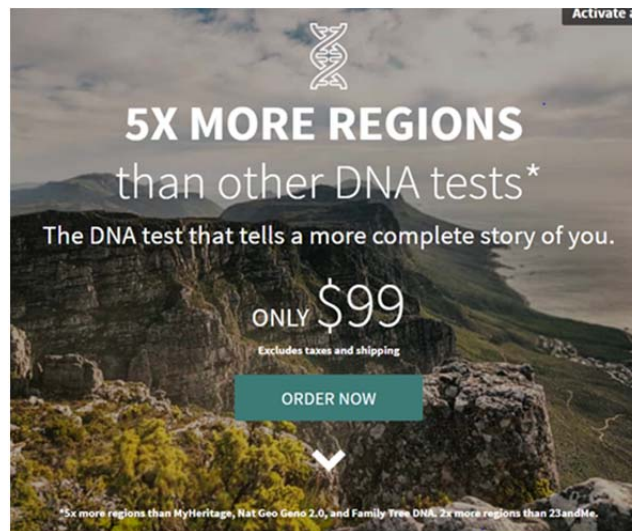 Activate a
5X MORE REGIONS
than other DNA tests*
The DNA test that tells a more complete story of you.
ONLY $99
Excludes taxes and shipping
ORDER NOW
*5x more regions than MyHeritage, Nat Geo Geno 2.0, and Family Tree DNA. 2x more regions than 23andMe.